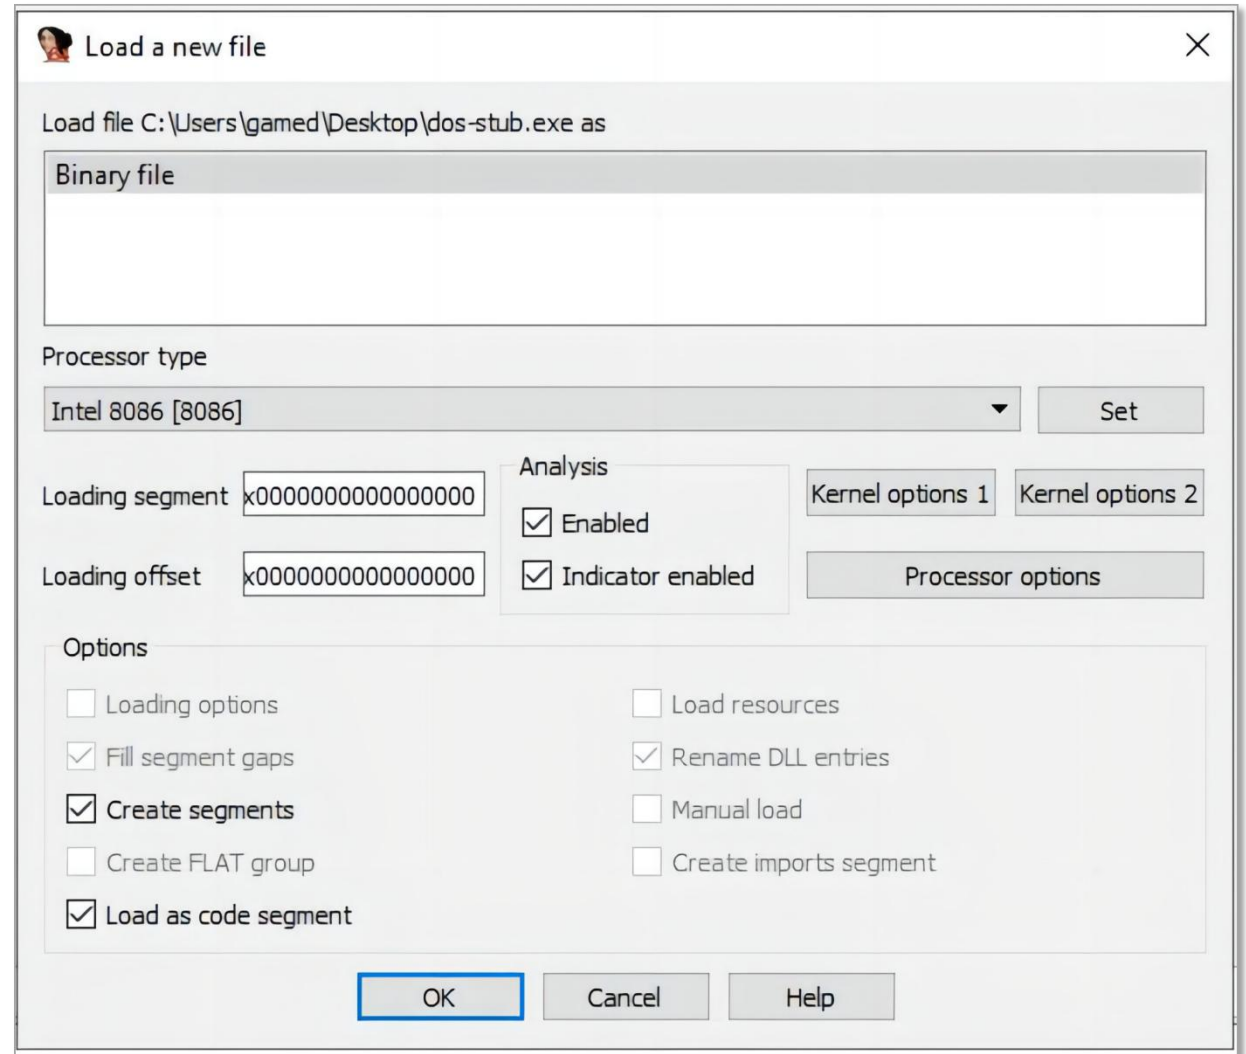 Load a new file
Load file C:\Users\gamed\Desktop\dos-stub.exe as
Binary file
Processor type
Intel 8086 [8086]
Set
Loading segment x0000000000000000
Loading offset x0000000000000000
Analysis
Enabled
Indicator enabled
Kernel options 1 Kernel options 2
Processor options
Options
Loading options
Fill segment gaps
Create segments
Create FLAT group
Load as code segment
Load resources
Rename DLL entries
Manual load
Create imports segment
OK Cancel Help